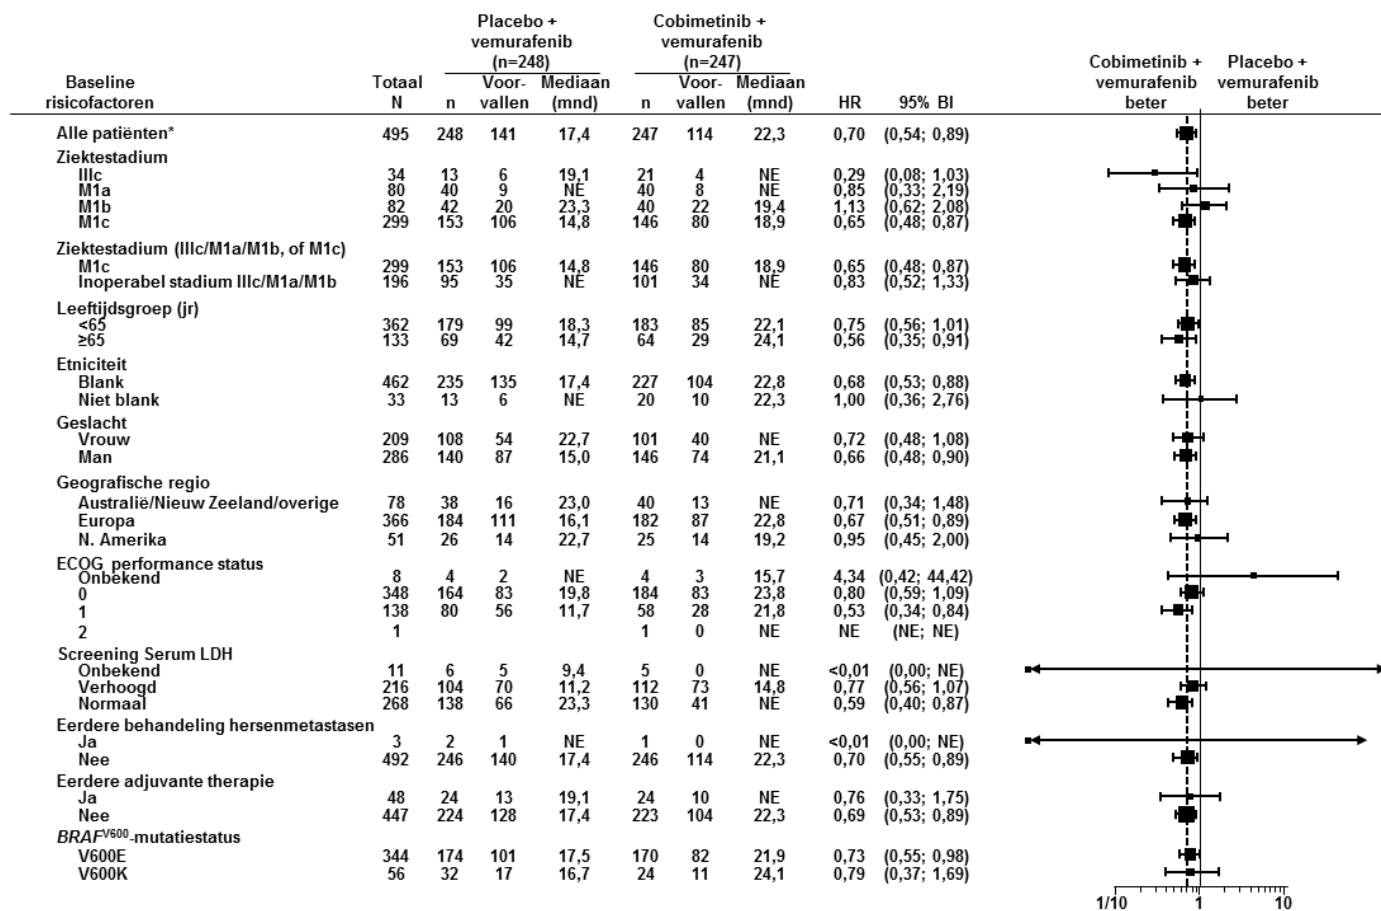 Placebo + Cobimetinib +
vemurafenib vemurafenib
(n=248) (n=247) Cobimetinib + Placebo +
Baseline Totaal Voor- Mediaan Voor- Mediaan vemurafenib vemurafenib
risicofactoren N n vallen (mnd) n vallen (mnd) HR 95% BI beter beter
Alle patiënten* 495 248 141 17,4 247 114 22,3 0,70 (0,54; 0,89)
Ziektestadium
IIIc 34 13 6 19,1 21 4 NE 0,29 (0,08; 1,03)
M1a 80 40 9 NE 40 8 NE 0,85 (0,33; 2,19)
M1b 82 42 20 23,3 40 22 19,4 1,13 (0,62; 2,08)
M1c 299 153 106 14,8 146 80 18,9 0,65 (0,48; 0,87)
Ziektestadium (IIIc/M1a/M1b, of M1c)
M1c 299 153 106 14,8 146 80 18,9 0,65 (0,48; 0,87)
Inoperabel stadium IIIc/M1a/M1b 196 95 35 NE 101 34 NE 0,83 (0,52; 1,33)
Leeftijdsgroep (jr)
<65 362 179 99 18,3 183 85 22,1 0,75 (0,56; 1,01)
≥65 133 69 42 14,7 64 29 24,1 0,56 (0,35; 0,91)
Etniciteit
Blank 462 235 135 17,4 227 104 22,8 0,68 (0,53; 0,88)
Niet blank 33 13 6 NE 20 10 22,3 1,00 (0,36; 2,76)
Geslacht
Vrouw 209 108 54 22,7 101 40 NE 0,72 (0,48; 1,08)
Man 286 140 87 15,0 146 74 21,1 0,66 (0,48; 0,90)
Geografische regio
Australië/Nieuw Zeeland/overige 78 38 16 23,0 40 13 NE 0,71 (0,34; 1,48)
Europa 366 184 111 16,1 182 87 22,8 0,67 (0,51; 0,89)
N. Amerika 51 26 14 22,7 25 14 19,2 0,95 (0,45; 2,00)
ECOG performance status
Onbekend 8 4 2 NE 4 3 15,7 4,34 (0,42; 44,42)
0 348 164 83 19,8 184 83 23,8 0,80 (0,59; 1,09)
1 138 80 56 11,7 58 28 21,8 0,53 (0,34; 0,84)
2 1 1 0 NE NE (NE; NE)
Screening Serum LDH
Onbekend 11 6 5 9,4 5 0 NE <0,01 (0,00; NE)
Verhoogd 216 104 70 11,2 112 73 14,8 0,77 (0,56; 1,07)
Normaal 268 138 66 23,3 130 41 NE 0,59 (0,40; 0,87)
Eerdere behandeling hersenmetastasen
Ja 3 2 1 NE 1 0 NE <0,01 (0,00; NE)
Nee 492 246 140 17,4 246 114 22,3 0,70 (0,55; 0,89)
Eerdere adjuvante therapie
Ja 48 24 13 19,1 24 10 NE 0,76 (0,33; 1,75)
Nee 447 224 128 17,4 223 104 22,3 0,69 (0,53; 0,89)
BRAFV600-mutatiestatus
V600E 344 174 101 17,5 170 82 21,9 0,73 (0,55; 0,98)
V600K 56 32 17 16,7 24 11 24,1 0,79 (0,37; 1,69)
1/10 1 10